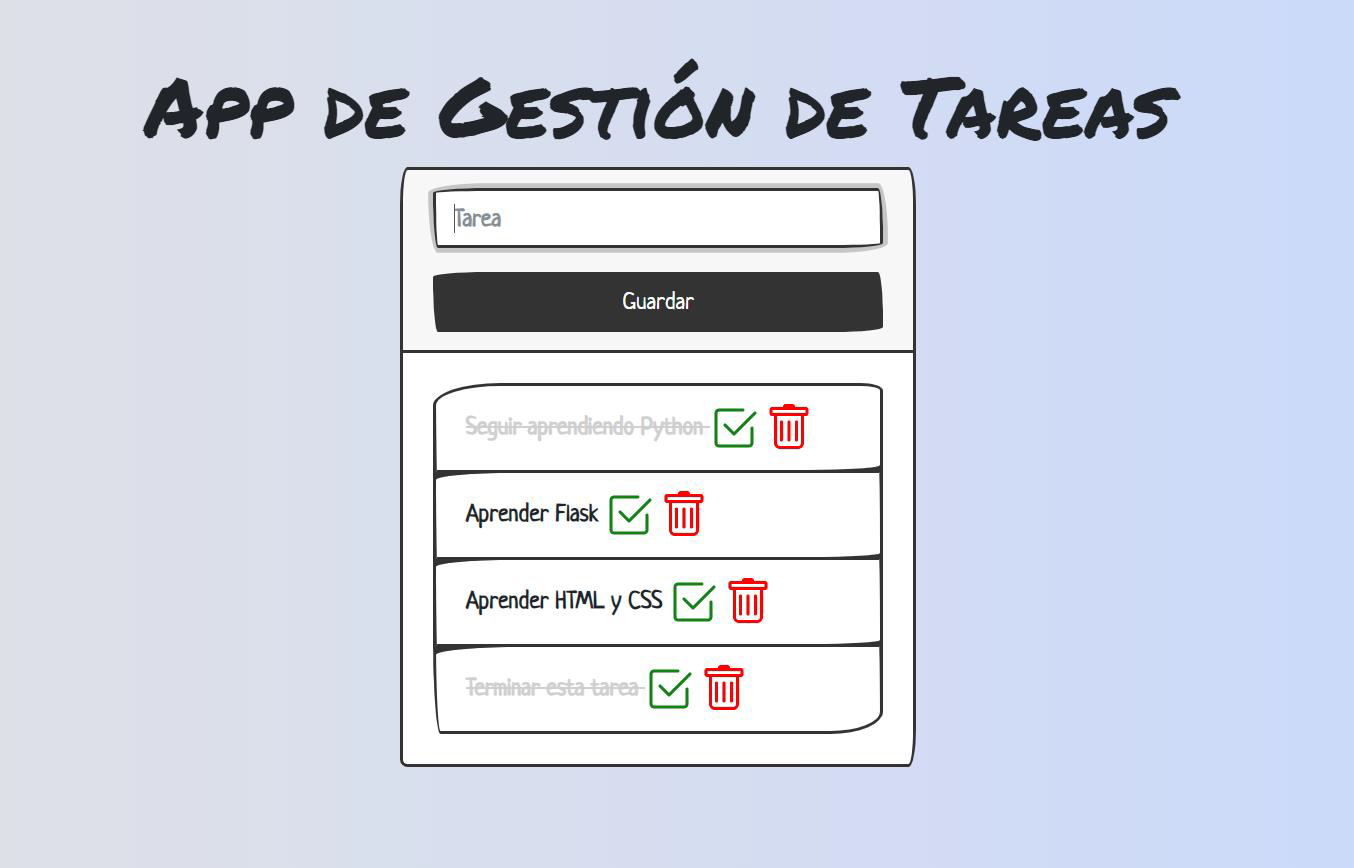 App de Gestión de Tareas
Tarea
Guardar
Seguir aprendiendo Python
Aprender Flask
Aprender HTML y CSS
Terminar esta tarea